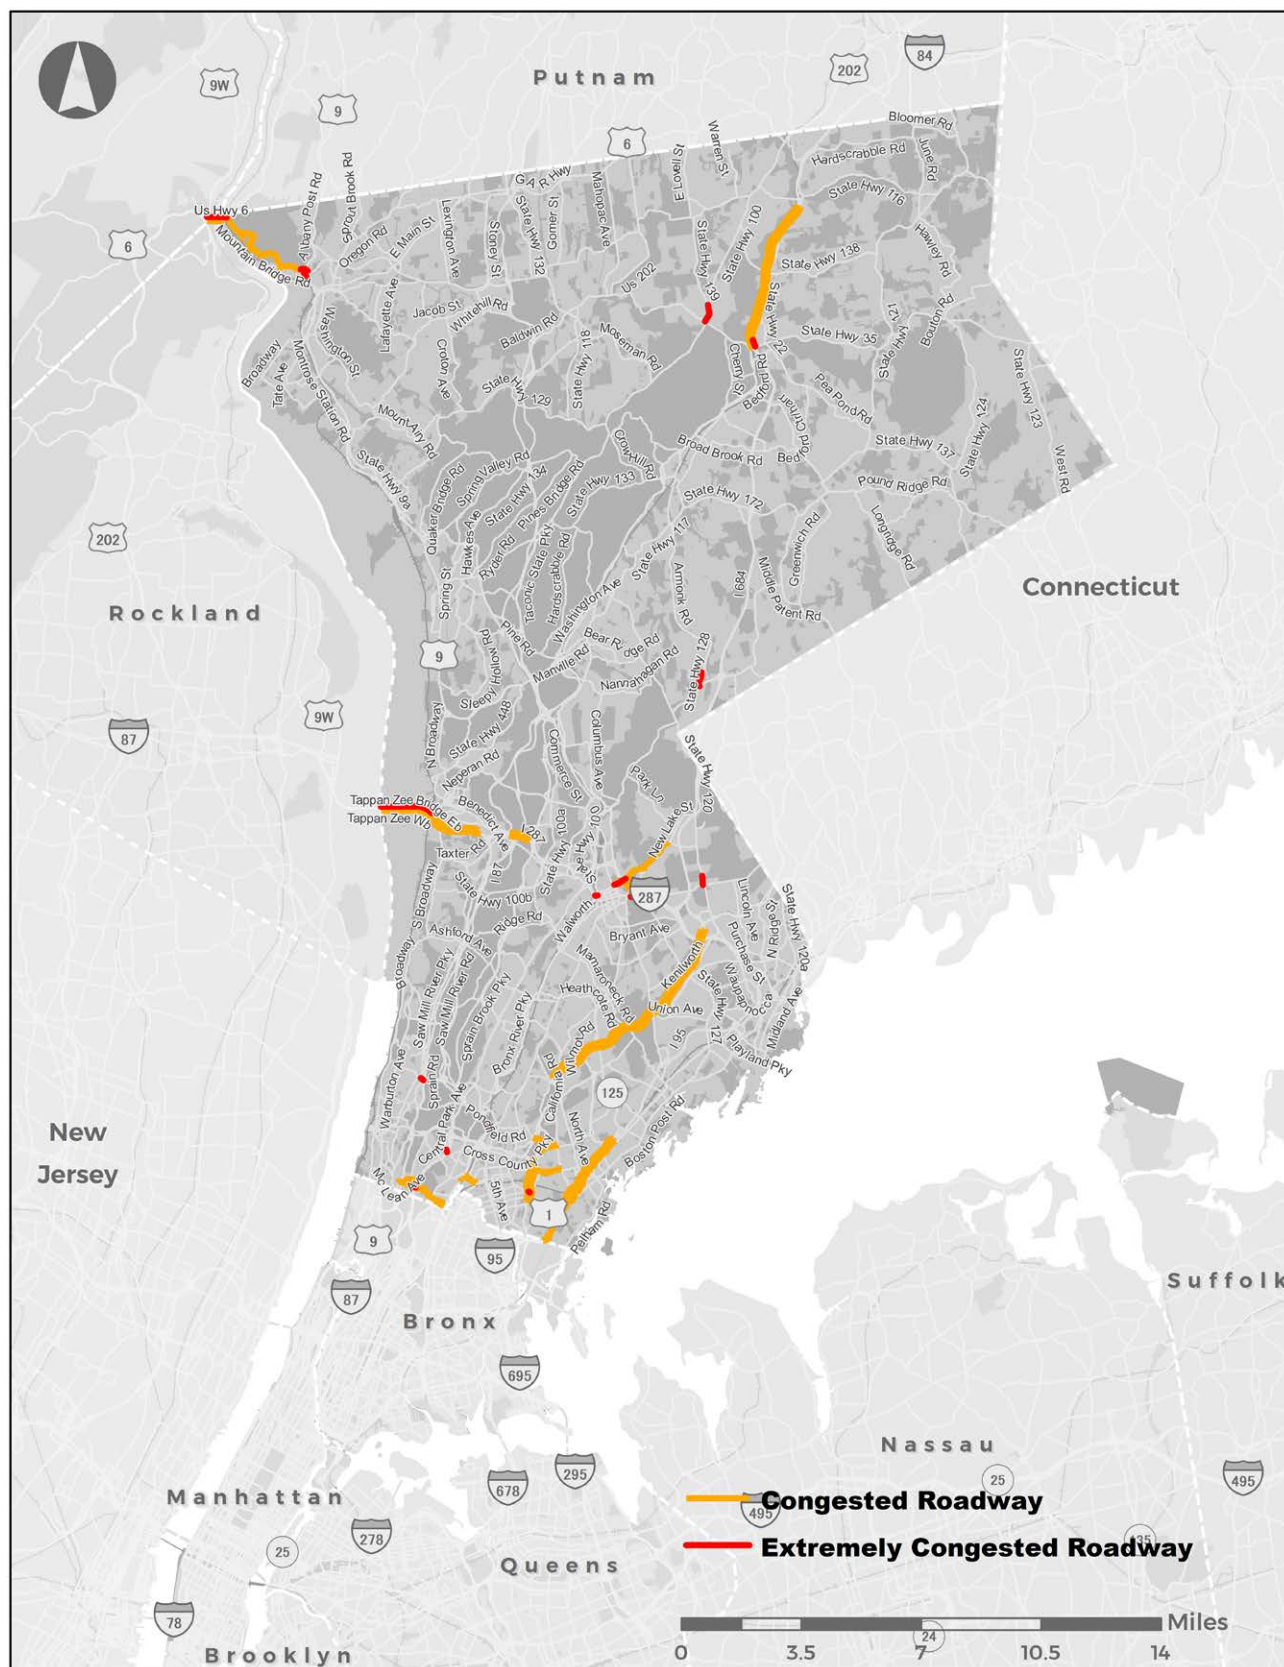 Putnam
202
84
9W
9
6
Bloomer Rd
Warren St
E Lovell St
Hardscrabble Rd
June Rd
State Hwy 116
G A R Hwy
Mahopac Ave
Gomer St
State Hwy 132
Stoney St
Lexington Ave
E Main St
Oregon Rd
Sprout Brook Rd
Albany Post Rd
Us Hwy 6
6
Mountain Bridge Rd
State Hwy 100
State Hwy 139
Us 202
State Hwy 138
Hawley Rd
State Hwy 22
State Hwy 35
State Hwy 121
Bouton Rd
Jacob St
Whitehill Rd
Lafayette Ave
Washington St
Baldwin Rd
State Hwy 118
Moseman Rd
Broadway
Tate Ave
Montrose Station Rd
Croton Ave
State Hwy 129
Cherry St
Bedford Rd
Pea Pond Rd
State Hwy 123
State Hwy 124
Mount Airy Rd
Crow Hill Rd
Broad Brook Rd
State Hwy 137
West Rd
State Hwy 9a
Quaker Bridge Rd
Spring Valley Rd
State Hwy 134
Pines Bridge Rd
State Hwy 133
State Hwy 172
Pound Ridge Rd
Longridge Rd
Greenwich Rd
202
Hawkes Ave
Ryder Rd
Taconic State Pky
Hardscrabble Rd
State Hwy 117
Armonk Rd
I 684
Middle Patent Rd
Connecticut
Rockland
Spring St
Washington Ave
9
Sleepy Hollow Rd
Pine Rd
Manville Rd
Bear Ridge Rd
Nannahagan Rd
State Hwy 128
9W
87
N Broadway
State Hwy 448
Neperan Rd
Commerce St
Columbus Ave
Park Ln
State Hwy 120
Tappan Zee Bridge Eb
Tappan Zee Wb
Benedict Ave
I 287
Taxter Rd
I 87
State Hwy 100a
State Hwy 100
New Lake St
287
State Hwy 100b
S Broadway
Ridge Rd
Walworth
Ashford Ave
Bryant Ave
Lincoln Ave
N Ridge St
State Hwy 120a
Purchase St
Broadway
Saw Mill River Pky
Saw Mill River Rd
Sprain Brook Pky
Bronx River Pky
Mamaroneck Rd
Heathcote Rd
Kenilworth
Union Ave
State Hwy 127
Midland Ave
Playland Pky
I 95
Wilmot Rd
California Rd
125
Warburton Ave
Sprain Rd
Central Park Ave
Pondfield Rd
North Ave
Boston Post Rd
Cross County Pky
Mc Lean Ave
5th Ave
1
Pelham Rd
New
Jersey
9
95
87
Bronx
Suffolk
695
Nassau
295
678
25
495
Manhattan
278
25
Queens
495
Congested Roadway
135
Extremely Congested Roadway
78
Miles
24
0 3.5 7 10.5 14
Brooklyn